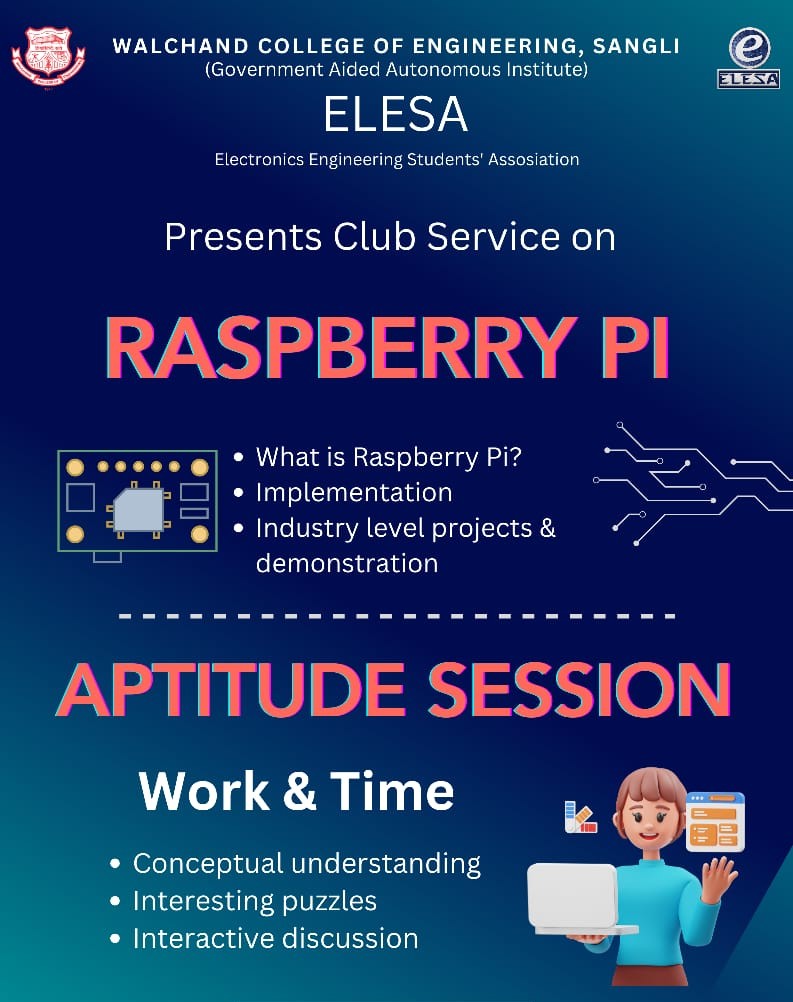 WALCHAND COLLEGE OF ENGINEERING, SANGLI
(Government Aided Autonomous Institute)
ELESA
ELESA
Electronics Engineering Students' Assosiation
Presents Club Service on
RASPBERRY PI
• What is Raspberry Pi?
• Implementation
• Industry level projects &
demonstration
APTITUDE SESSION
Work & Time
• Conceptual understanding
• Interesting puzzles
• Interactive discussion